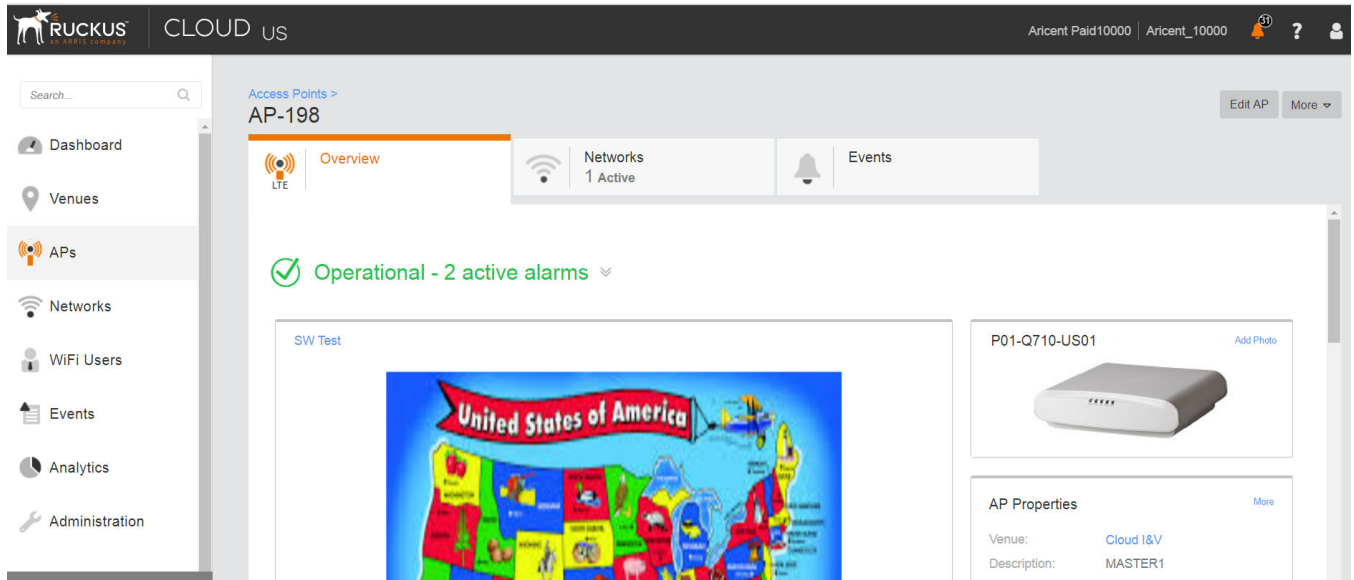 RUCKUS™
an ARRIS company
CLOUD US
Aricent Paid10000
Aricent_10000
31
?
Search...
Dashboard
Venues
APs
Networks
WiFi Users
Events
Analytics
Administration
Access Points >
AP-198
Edit AP
More
LTE
Overview
Networks
1 Active
Events
Operational - 2 active alarms
SW Test
United States of America
P01-Q710-US01
Add Photo
AP Properties
More
Venue: Cloud I&V
Description: MASTER1